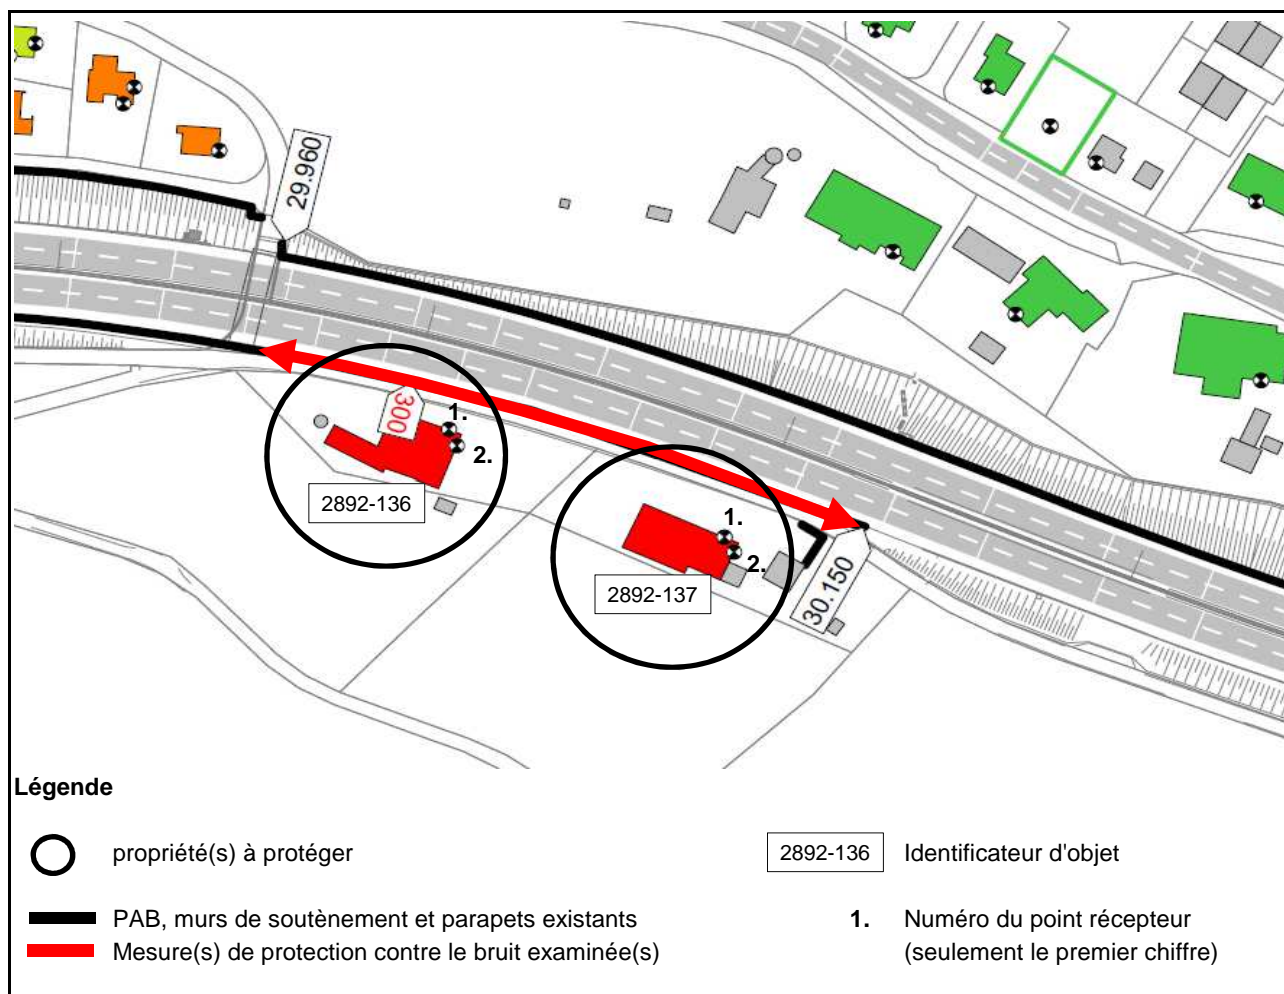 29.960
300
1.
2.
2892-136
1.
2.
2892-137
30.150
Légende
propriété(s) à protéger
2892-136
Identificateur d'objet
PAB, murs de soutènement et parapets existants
1.
Numéro du point récepteur
Mesure(s) de protection contre le bruit examinée(s)
(seulement le premier chiffre)